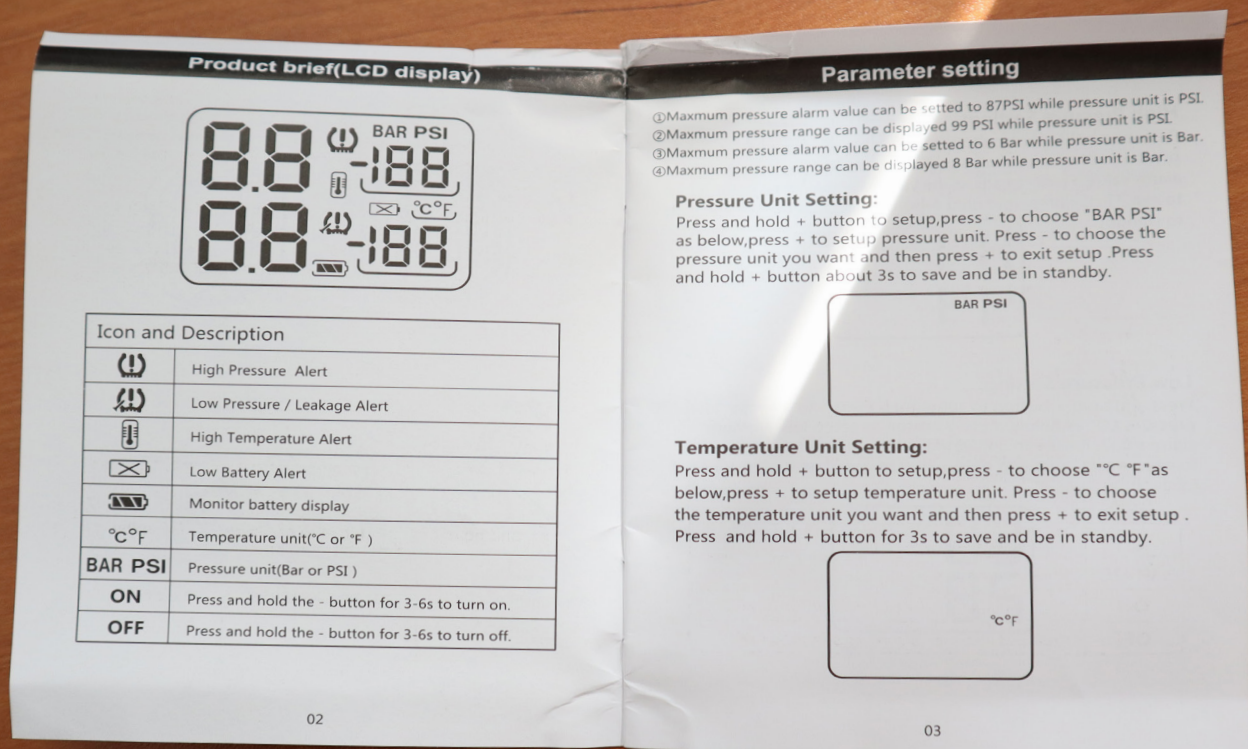 Product brief(LCD display)
8.8 BAR PSI
-188
℃°F
8.8 -188
Icon and Description
High Pressure Alert
Low Pressure / Leakage Alert
High Temperature Alert
Low Battery Alert
Monitor battery display
℃°F Temperature unit(℃ or °F )
BAR PSI Pressure unit(Bar or PSI )
ON Press and hold the - button for 3-6s to turn on.
OFF Press and hold the - button for 3-6s to turn off.
02
Parameter setting
①Maxmum pressure alarm value can be setted to 87PSI while pressure unit is PSI.
②Maxmum pressure range can be displayed 99 PSI while pressure unit is PSI.
③Maxmum pressure alarm value can be setted to 6 Bar while pressure unit is Bar.
④Maxmum pressure range can be displayed 8 Bar while pressure unit is Bar.
Pressure Unit Setting:
Press and hold + button to setup,press - to choose "BAR PSI"
as below,press + to setup pressure unit. Press - to choose the
pressure unit you want and then press + to exit setup .Press
and hold + button about 3s to save and be in standby.
BAR PSI
Temperature Unit Setting:
Press and hold + button to setup,press - to choose "℃ °F"as
below,press + to setup temperature unit. Press - to choose
the temperature unit you want and then press + to exit setup .
Press and hold + button for 3s to save and be in standby.
℃°F
03